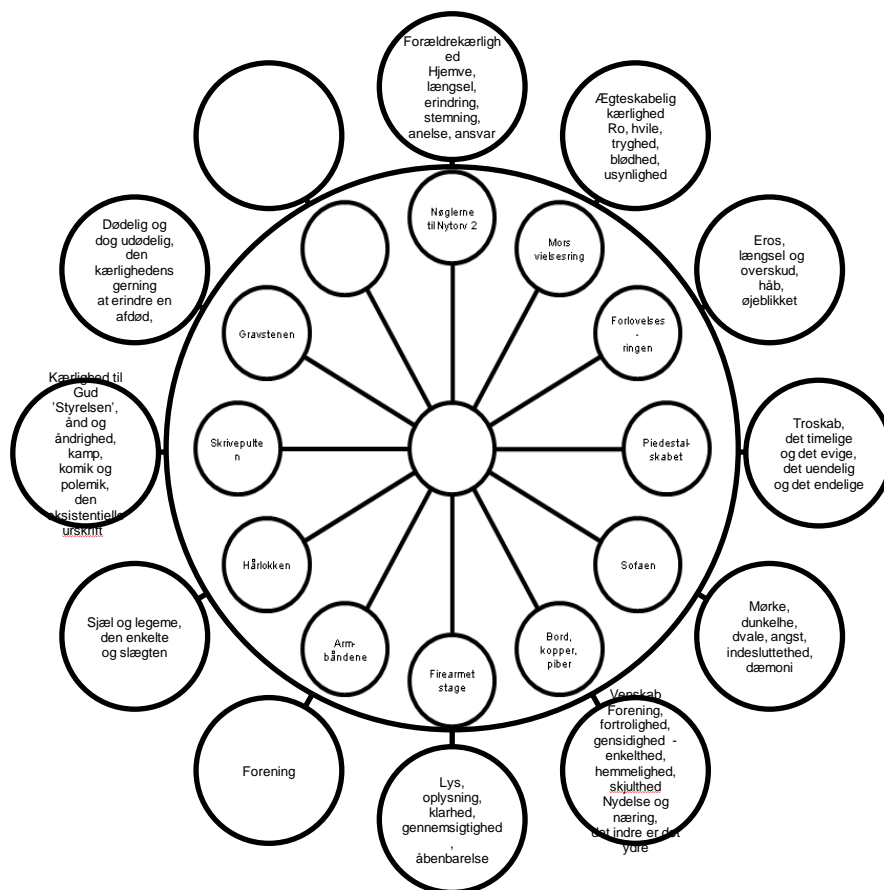 Forældrekærligh
ed
Hjemve,
længsel,
erindring,
stemning,
anelse, ansvar
Ægteskabelig
kærlighed
Ro, hvile,
tryghed,
blødhed,
usynlighed
Eros,
længsel og
overskud,
håb,
øjeblikket
Troskab,
det timelige
og det evige,
det uendelig
og det endelige
Mørke,
dunkelhe,
dvale, angst,
indesluttethed,
dæmoni
Venskab
Forening,
fortrolighed,
gensidighed -
enkelthed,
hemmelighed,
skjulthed
Nydelse og
næring,
det indre er det
ydre
Lys,
oplysning,
klarhed,
gennemsigtighed
,
åbenbarelse
Forening
Sjæl og legeme,
den enkelte
og slægten
Kærlighed til
Gud
’Styrelsen’,
ånd og
åndrighed,
kamp,
komik og
polemik,
den
eksistentielle
urskrift
Dødelig og
dog udødelig,
den
kærlighedens
gerning
at erindre en
afdød,
Nøglerne
til Nytorv 2
Mors
vielsesring
Forlovelses
-
ringen
Piedestal-
skabet
Sofaen
Bord,
kopper,
piber
Firearmet
stage
Arm-
båndene
Hårlokken
Skrivepulte
n
Gravstenen